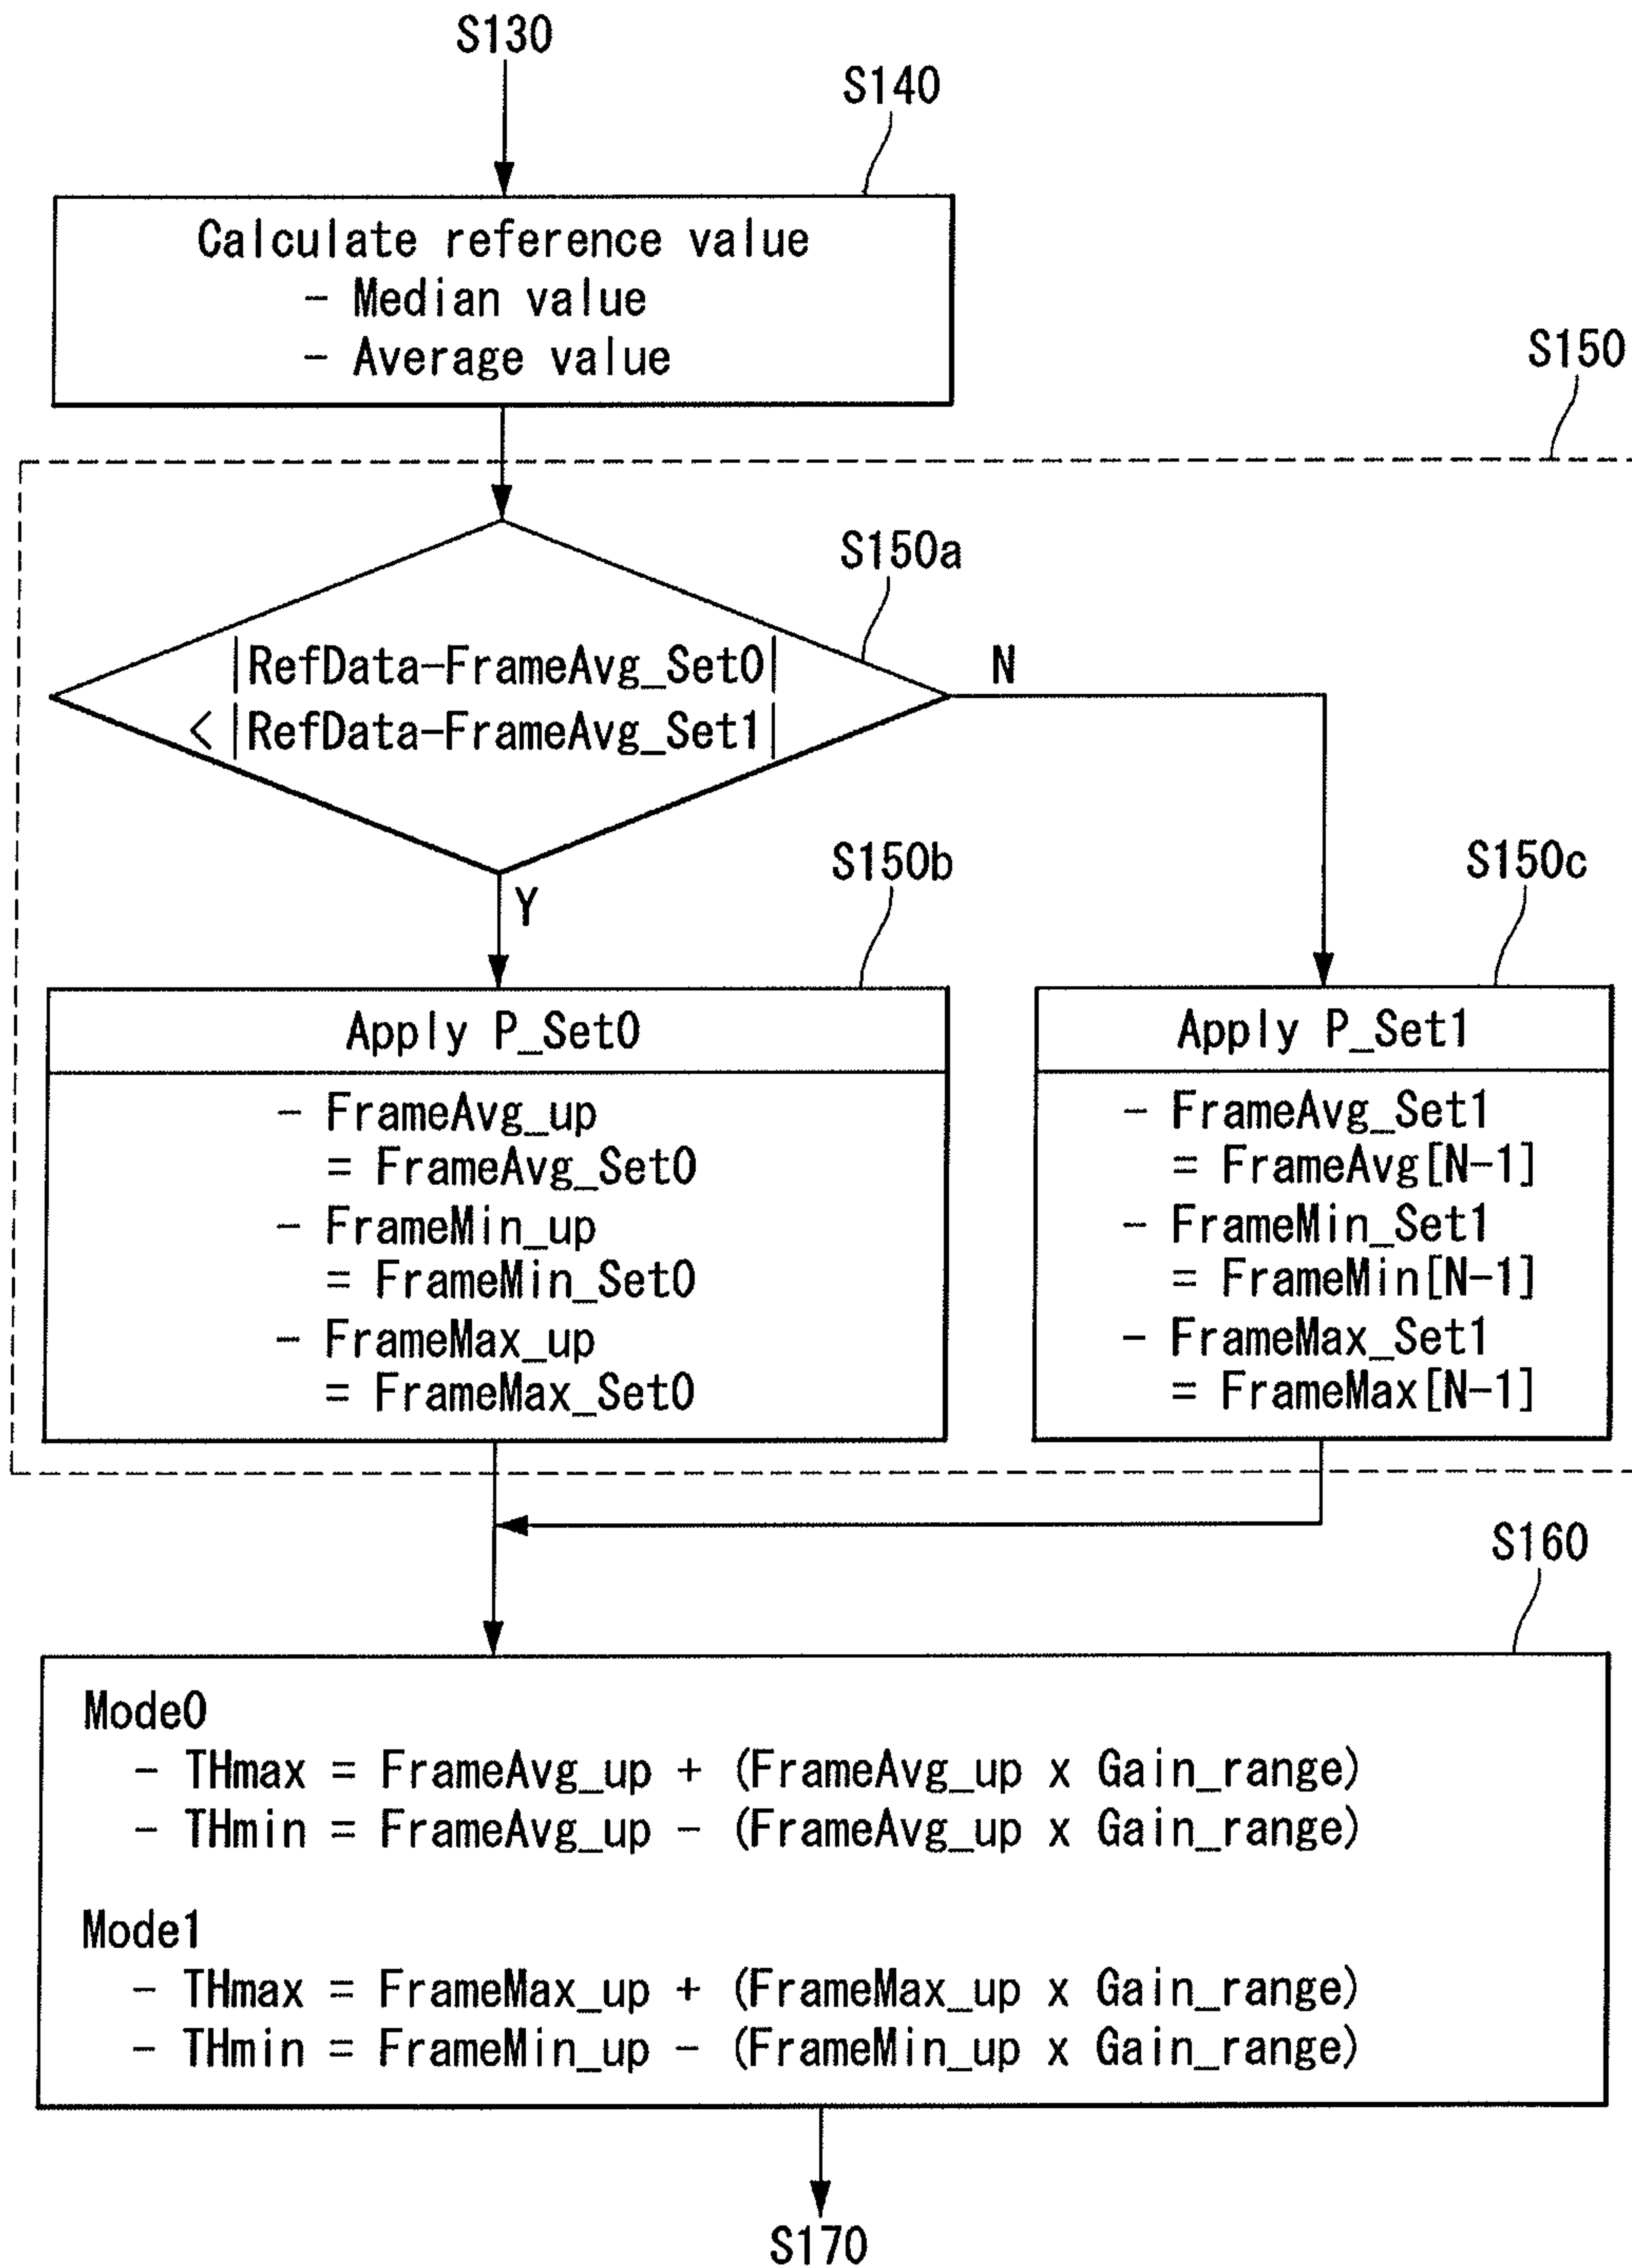 S130
S140
Calculate reference value
- Median value
- Average value
S150
S150a
|RefData-FrameAvg_Set0|
< |RefData-FrameAvg_Set1|
N
Y
S150b
S150c
Apply P_Set0
- FrameAvg_up
= FrameAvg_Set0
- FrameMin_up
= FrameMin_Set0
- FrameMax_up
= FrameMax_Set0
Apply P_Set1
- FrameAvg_Set1
= FrameAvg[N-1]
- FrameMin_Set1
= FrameMin[N-1]
- FrameMax_Set1
= FrameMax[N-1]
S160
Mode0
- THmax = FrameAvg_up + (FrameAvg_up x Gain_range)
- THmin = FrameAvg_up - (FrameAvg_up x Gain_range)
Mode1
- THmax = FrameMax_up + (FrameMax_up x Gain_range)
- THmin = FrameMin_up - (FrameMin_up x Gain_range)
S170